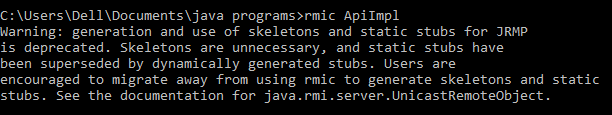 C:\Users\Dell\Documents\java programs>rmic ApiImpl
Warning: generation and use of skeletons and static stubs for JRMP
is deprecated. Skeletons are unnecessary, and static stubs have
been superseded by dynamically generated stubs. Users are
encouraged to migrate away from using rmic to generate skeletons and static
stubs. See the documentation for java.rmi.server.UnicastRemoteObject.